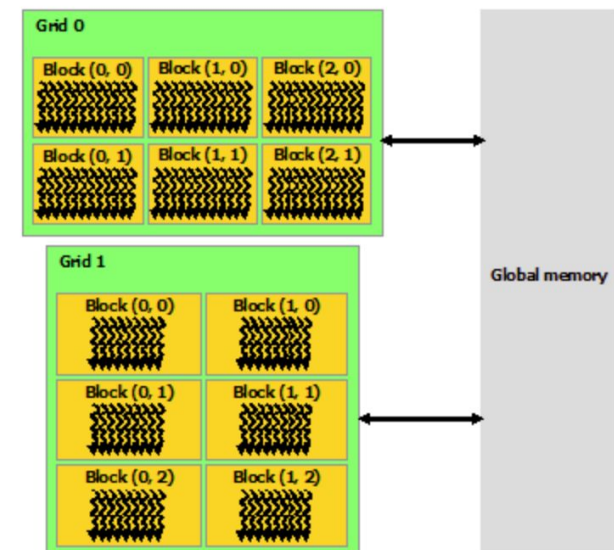 Grid 0
Block (0, 0) Block (1, 0) Block (2, 0)
Block (0, 1) Block (1, 1) Block (2, 1)
Grid 1
Global memory
Block (0, 0) Block (1, 0)
Block (0, 1) Block (1, 1)
Block (0, 2) Block (1, 2)